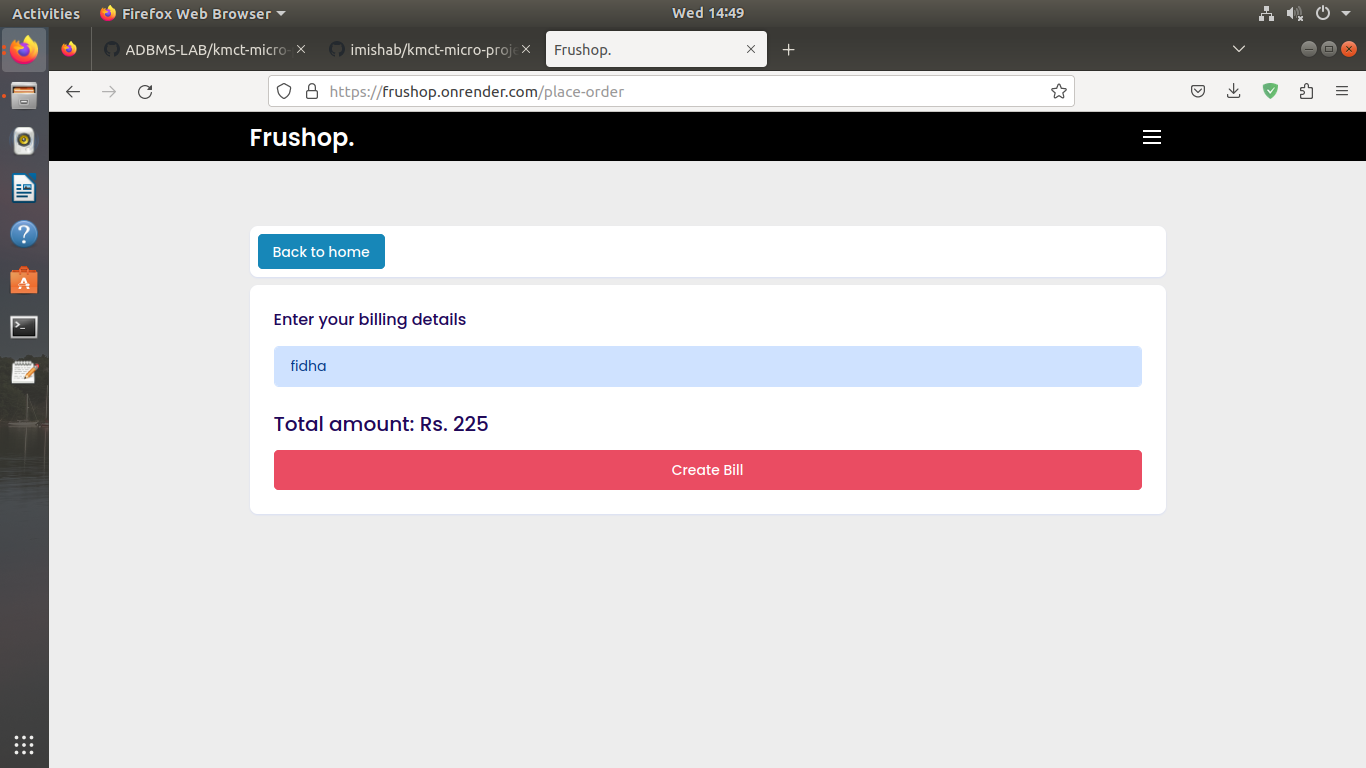 Activities
Firefox Web Browser
Wed 14:49
ADBMS-LAB/kmct-micro-
imishab/kmct-micro-proje
Frushop.
https://frushop.onrender.com/place-order
Frushop.
Back to home
Enter your billing details
fidha
Total amount: Rs. 225
Create Bill